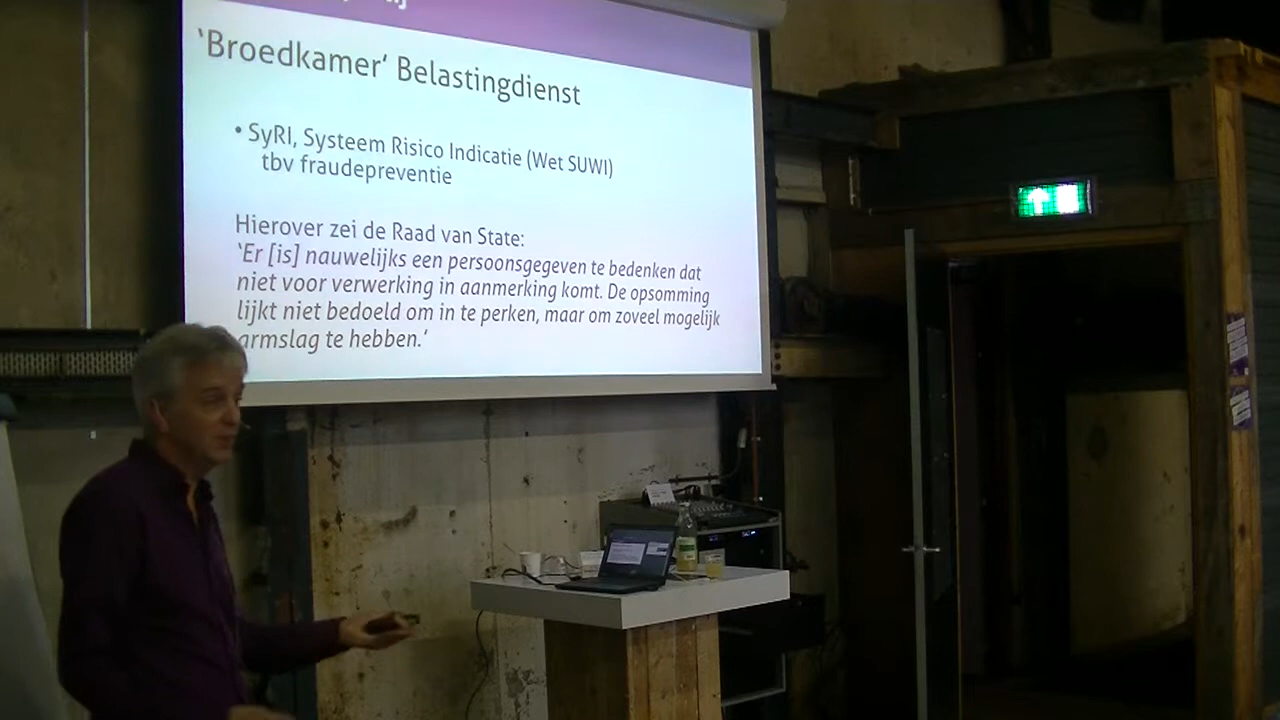 ‘Broedkamer’ Belastingdienst
• SyRI, Systeem Risico Indicatie (Wet SUWI)
tbv fraudepreventie
Hierover zei de Raad van State:
‘Er [is] nauwelijks een persoonsgegeven te bedenken dat
niet voor verwerking in aanmerking komt. De opsomming
lijkt niet bedoeld om in te perken, maar om zoveel mogelijk
armslag te hebben.‘